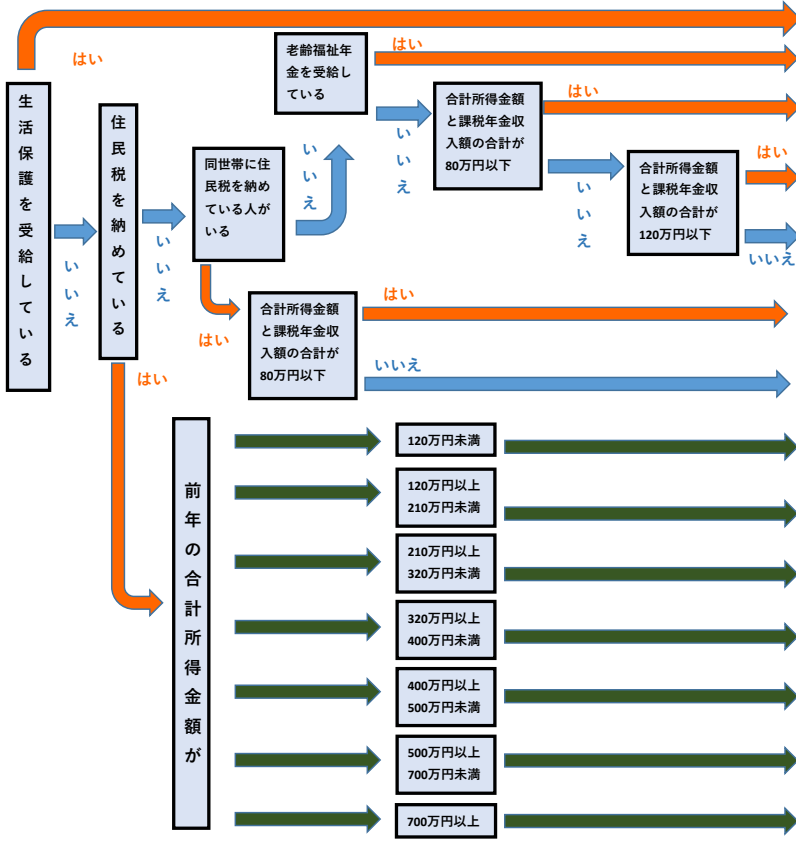 はい
生活保護を受給している
いいえ
住民税を納めている
いいえ
はい
同世帯に住
民税を納め
ている人が
いる
いいえ
はい
老齢福祉年
金を受給し
ている
はい
いいえ
合計所得金額
と課税年金収
入額の合計が
80万円以下
はい
いいえ
合計所得金額
と課税年金収
入額の合計が
120万円以下
はい
いいえ
合計所得金額
と課税年金収
入額の合計が
80万円以下
はい
いいえ
前年の合計所得金額が
120万円未満
120万円以上
210万円未満
210万円以上
320万円未満
320万円以上
400万円未満
400万円以上
500万円未満
500万円以上
700万円未満
700万円以上